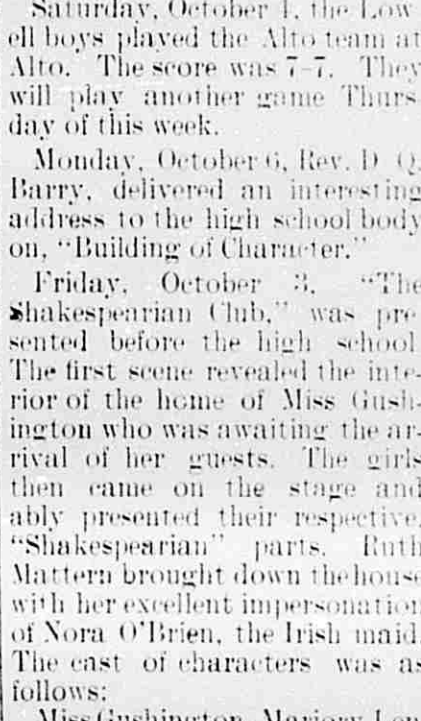 Saturday, October 4, the Low
ell boys played the Alto team at
Alto. The score was 7-7. They
will play another game Thurs
day of this week.
Monday, October 6, Rev. D. Q.
Barry, delivered an interesting
address to the high school body
on, "Building of Character."
Friday, October 3, "The
Shakespearian Club," was pre
sented before the high school
The first scene revealed the inte-
rior of the home of Miss Gush-
ington who was awaiting the ar-
rival of her guests. The girls
then came on the stage and
ably presented their respective
"Shakespearian" parts. Ruth
Mattern brought down the house
with her excellent impersonation
of Nora O'Brien, the Irish maid.
The cast of characters was as
follows:
Miss Gushington, Marjory